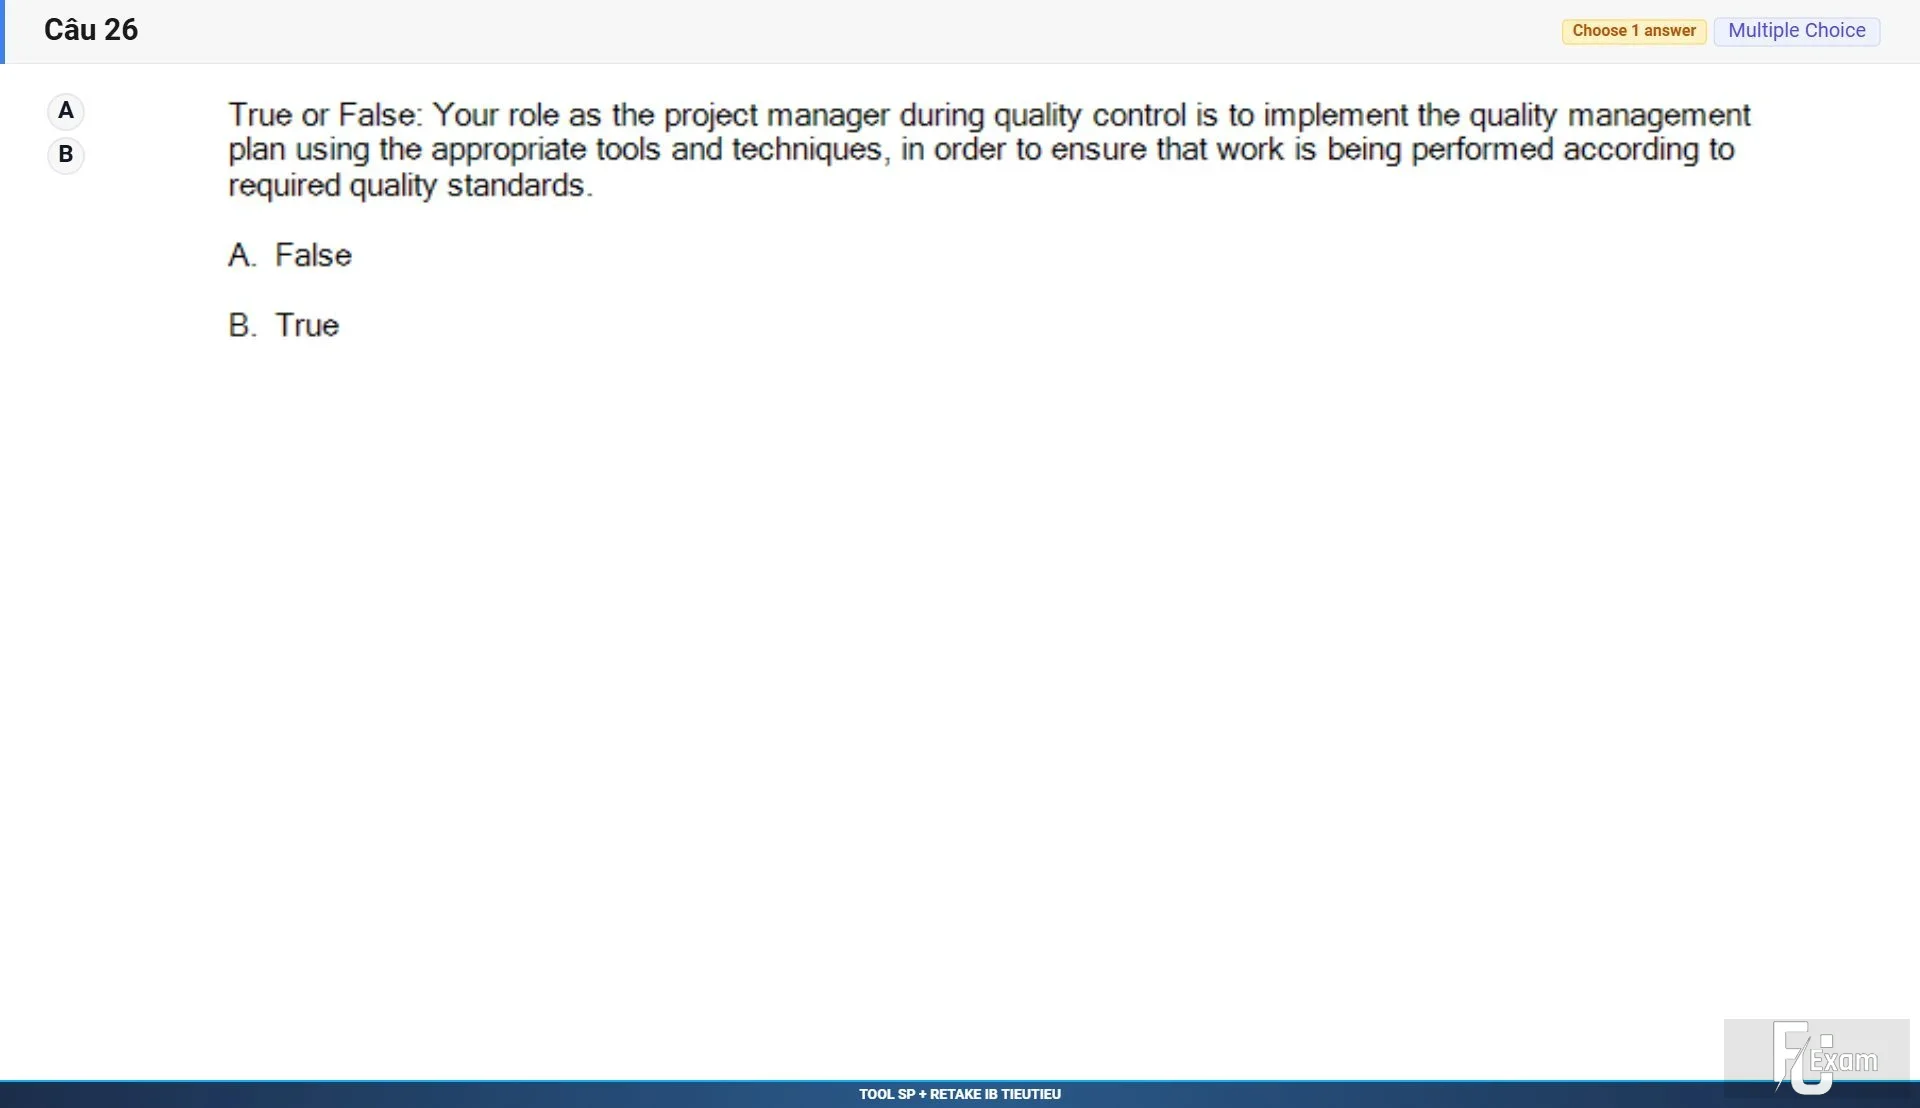 Câu 26
Choose 1 answer
Multiple Choice
A
B
True or False: Your role as the project manager during quality control is to implement the quality management
plan using the appropriate tools and techniques, in order to ensure that work is being performed according to
required quality standards.
A. False
B. True
FU Exam
TOOL SP + RETAKE IB TIEUTIEU